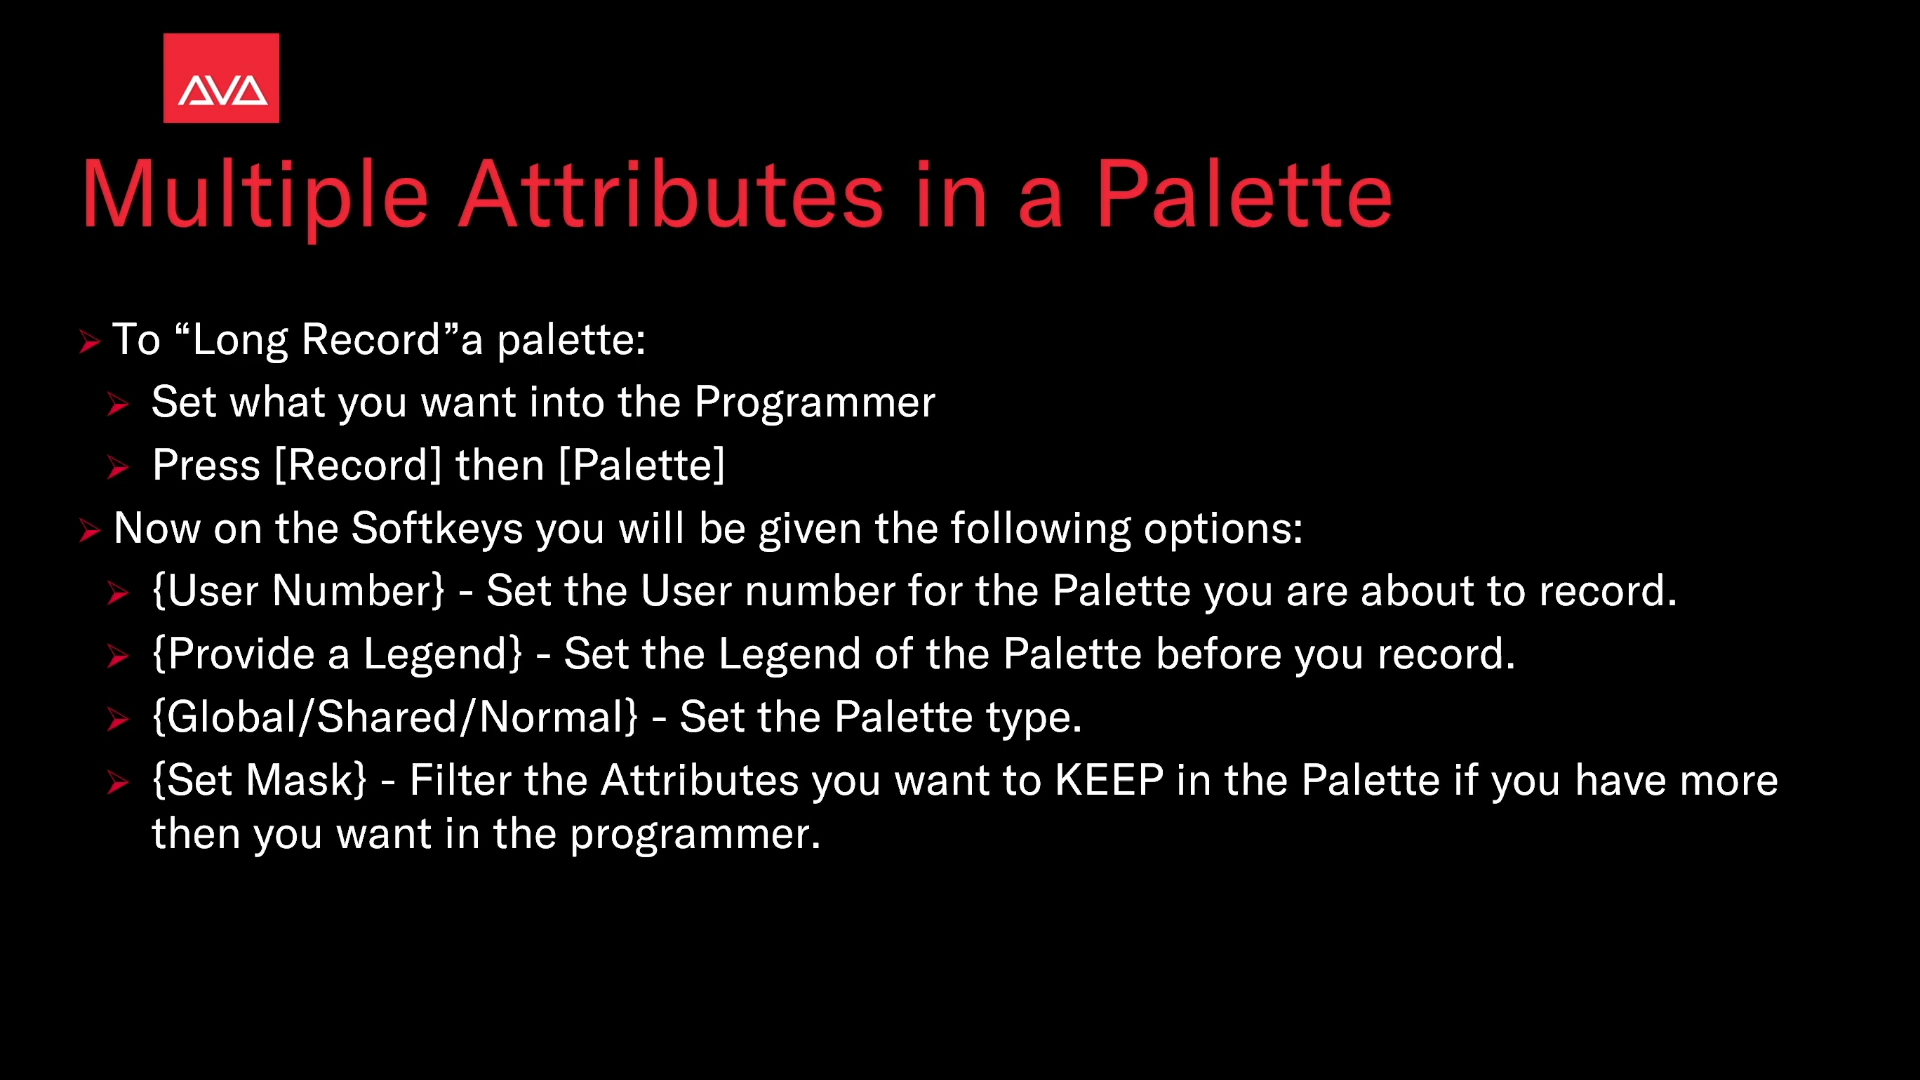 AVA
Multiple Attributes in a Palette
To “Long Record”a palette:
Set what you want into the Programmer
Press [Record] then [Palette]
Now on the Softkeys you will be given the following options:
{User Number} - Set the User number for the Palette you are about to record.
{Provide a Legend} - Set the Legend of the Palette before you record.
{Global/Shared/Normal} - Set the Palette type.
{Set Mask} - Filter the Attributes you want to KEEP in the Palette if you have more
then you want in the programmer.